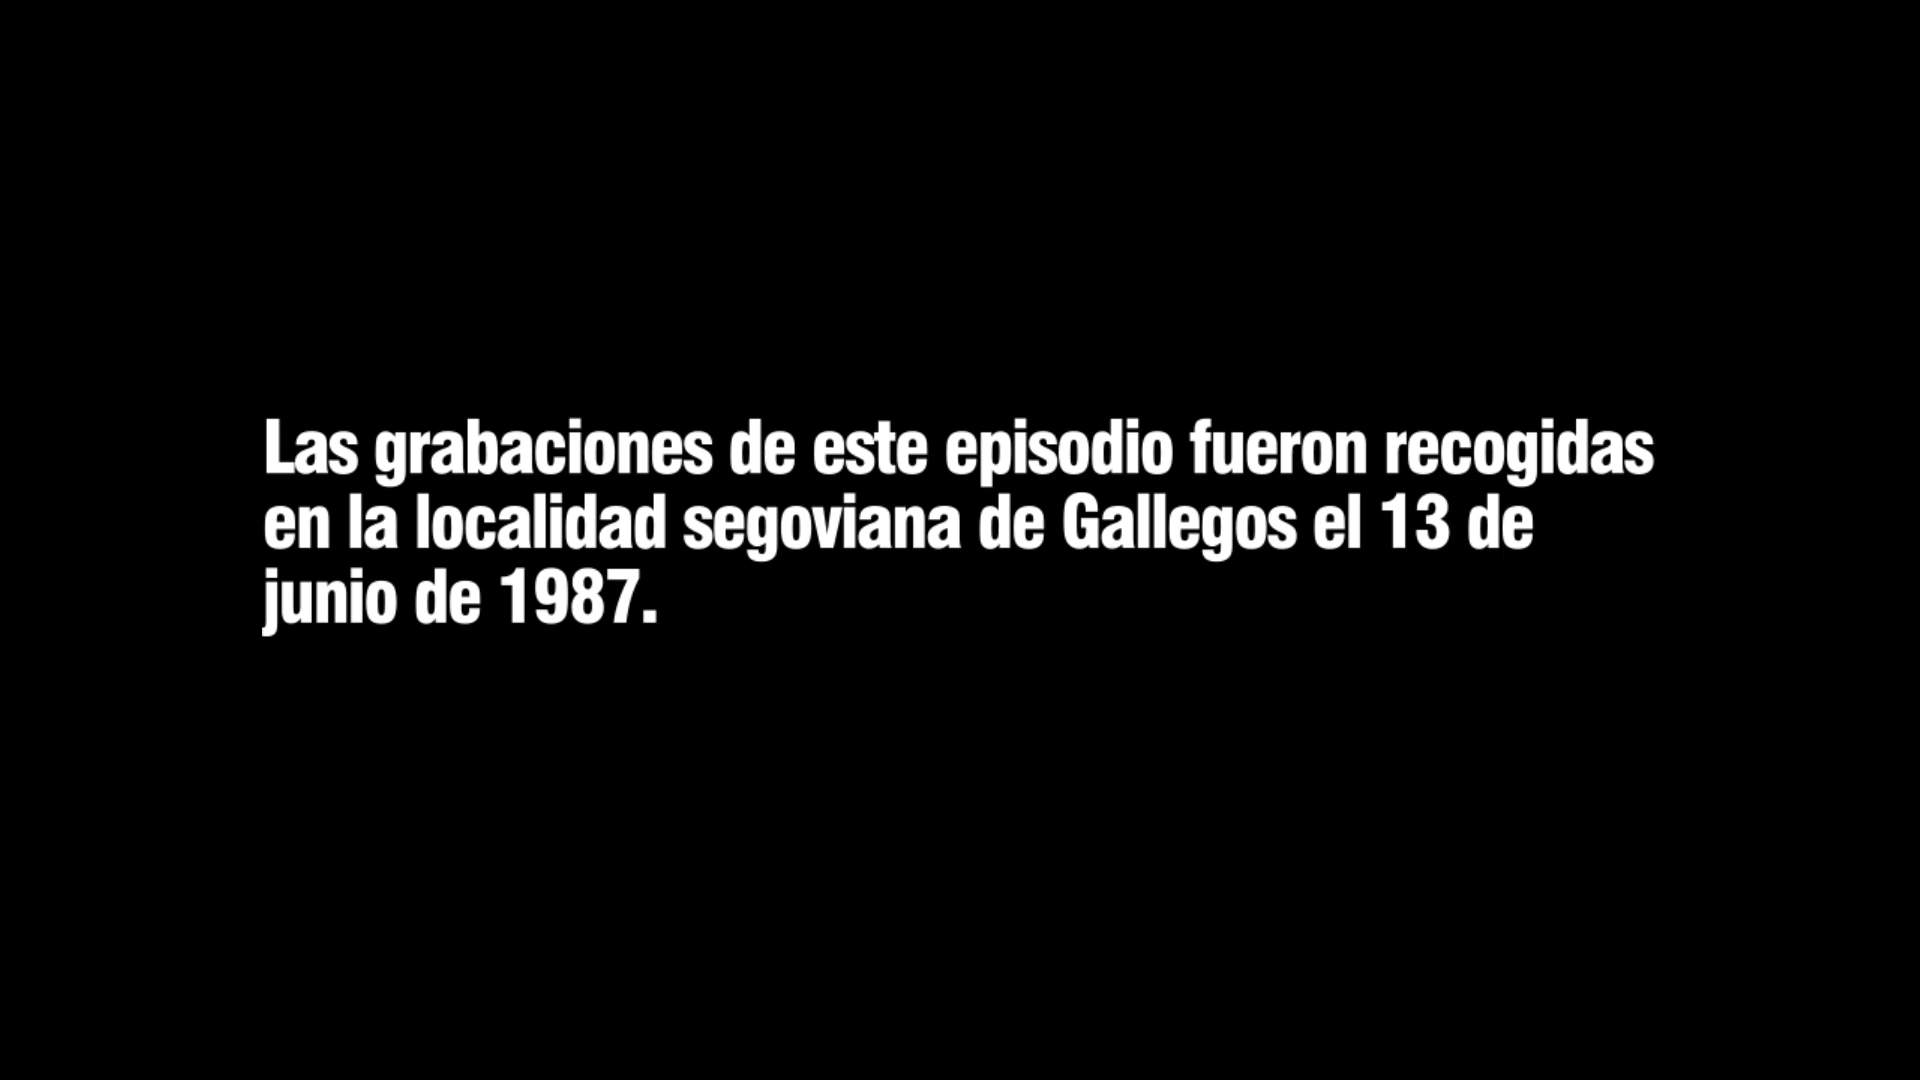 Las grabaciones de este episodio fueron recogidas
en la localidad segoviana de Gallegos el 13 de
junio de 1987.